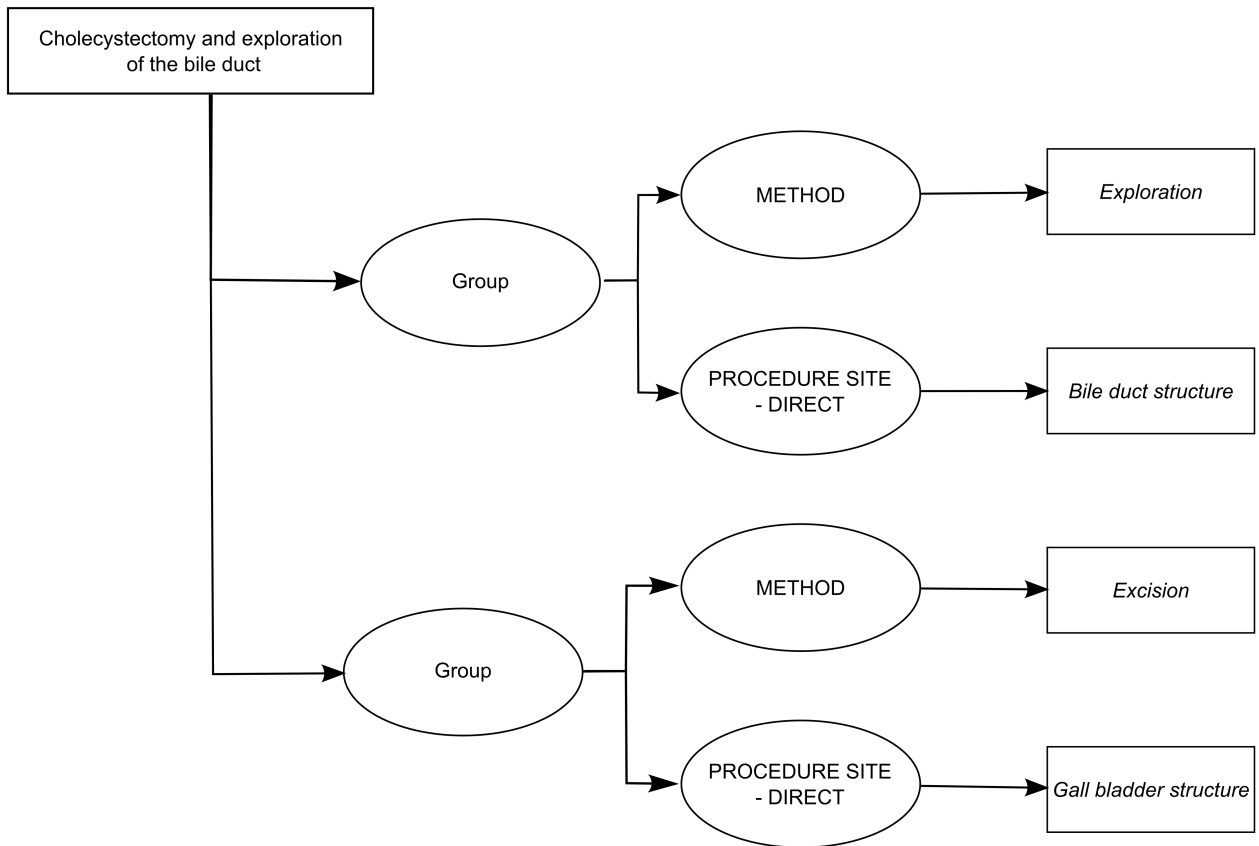 Cholecystectomy and exploration
of the bile duct
METHOD
Exploration
Group
PROCEDURE SITE
- DIRECT
Bile duct structure
METHOD
Excision
Group
PROCEDURE SITE
- DIRECT
Gall bladder structure